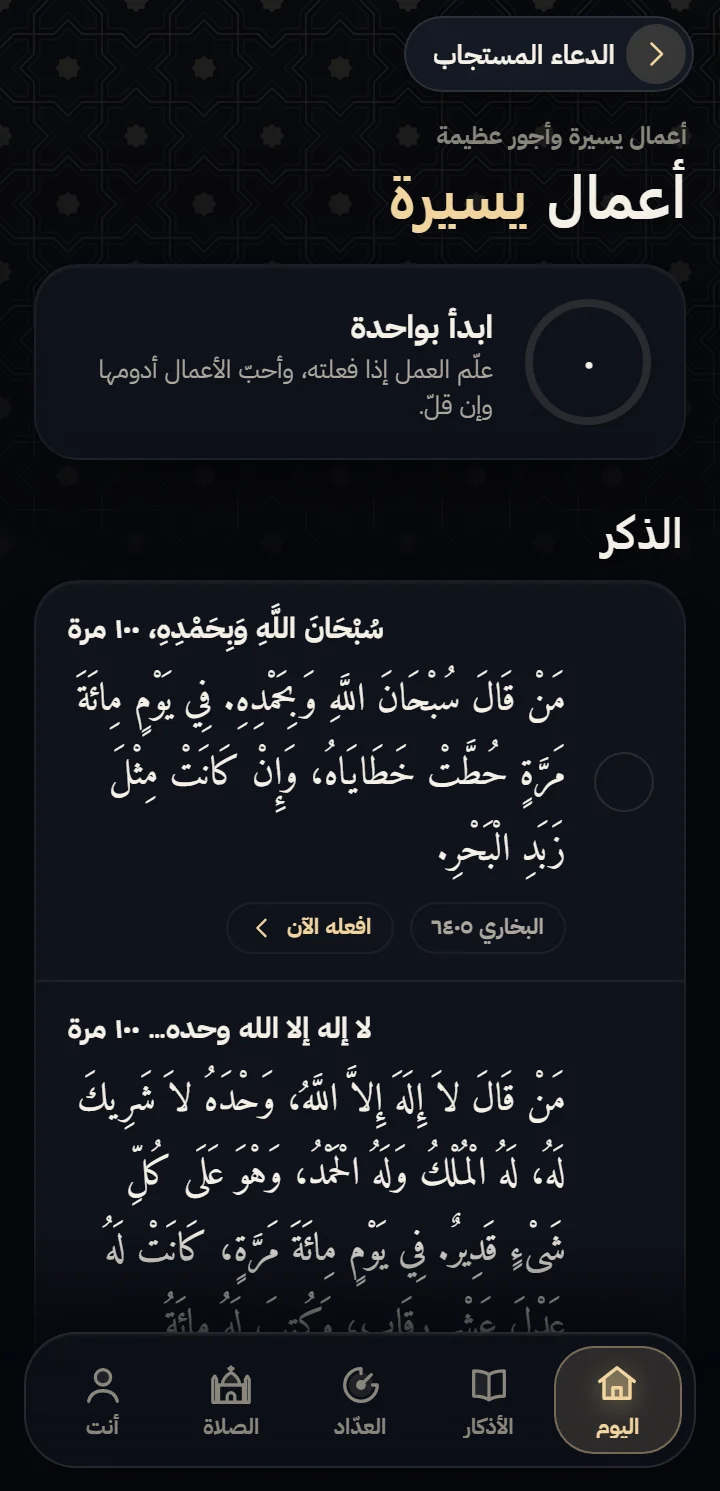 الدعاء المستجاب
أعمال يسيرة وأجور عظيمة
أعمال يسيرة
ابدأ بواحدة
علّم العمل إذا فعلته، وأحبّ الأعمال أدومها
وإن قلّ.
الذكر
سُبْحَانَ اللَّهِ وَبِحَمْدِهِ، ١٠٠ مرة
مَنْ قَالَ سُبْحَانَ اللَّهِ وَبِحَمْدِهِ. فِي يَوْمٍ مِائَةَ
مَرَّةٍ حُطَّتْ خَطَايَاهُ، وَإِنْ كَانَتْ مِثْلَ
زَبَدِ الْبَحْرِ.
البخاري ٦٤٠٥
افعله الآن
لا إله إلا الله وحده… ١٠٠ مرة
مَنْ قَالَ لاَ إِلَهَ إِلاَّ اللَّهُ، وَحْدَهُ لاَ شَرِيكَ
لَهُ، لَهُ الْمُلْكُ وَلَهُ الْحَمْدُ، وَهْوَ عَلَى كُلِّ
شَىْءٍ قَدِيرٌ. فِي يَوْمٍ مِائَةَ مَرَّةٍ، كَانَتْ لَهُ
عَدْلَ عَشْرِ رِقَابٍ، وَكُتِبَ لَهُ مِائَةُ
اليوم
الأذكار
العدّاد
الصلاة
أنت